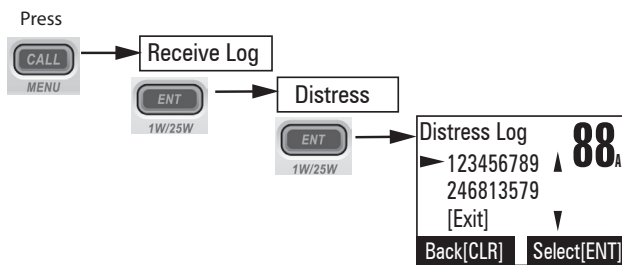 Press
CALL
MENU
Receive Log
ENT
1W/25W
Distress
ENT
1W/25W
Distress Log
88A
123456789
246813579
[Exit]
Back[CLR] Select[ENT]